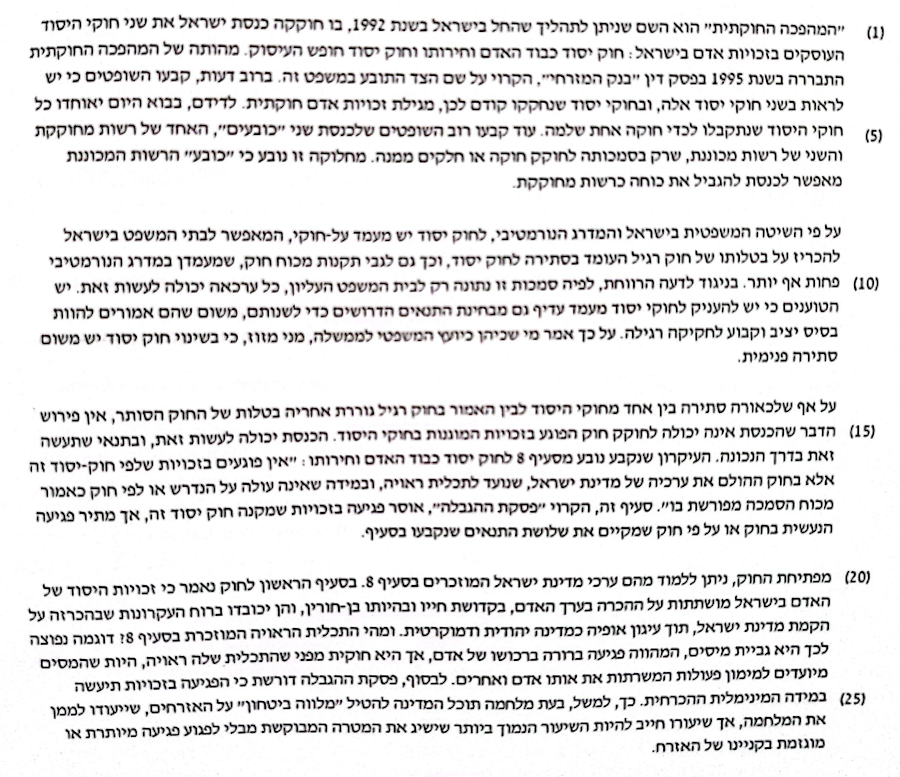 (1) "המהפכה החוקתית" הוא השם שניתן לתהליך שהחל בישראל בשנת 1992, בו חוקקה כנסת ישראל את שני חוקי היסוד
העוסקים בזכויות אדם בישראל: חוק יסוד כבוד האדם וחירותו וחוק יסוד חופש העיסוק. מהותה של המהפכה החוקתית
התבררה בשנת 1995 בפסק דין "בנק המזרחי", הקרוי על שם הצד התובע במשפט זה. ברוב דעות, קבעו השופטים כי יש
לראות בשני חוקי יסוד אלה, ובחוקי יסוד שנחקקו קודם לכן, מגילת זכויות אדם חוקתית. לדידם, בבוא היום יאוחדו כל
(5) חוקי היסוד שנתקבלו לכדי חוקה אחת שלמה. עוד קבעו רוב השופטים שלכנסת שני "כובעים", האחד של רשות מחוקקת
והשני של רשות מכוננת, שרק בסמכותה לחוקק חוקה או חלקים ממנה. מחלוקה זו נובע כי "כובע" הרשות המכוננת
מאפשר לכנסת להגביל את כוחה כרשות מחוקקת.
על פי השיטה המשפטית בישראל והמדרג הנורמטיבי, לחוק יסוד יש מעמד על-חוקי, המאפשר לבתי המשפט בישראל
להכריז על בטלותו של חוק רגיל העומד בסתירה לחוק יסוד, וכך גם לגבי תקנות מכוח חוק, שמעמדן במדרג הנורמטיבי
(10) פחות אף יותר. בניגוד לדעה הרווחת, לפיה סמכות זו נתונה רק לבית המשפט העליון, כל ערכאה יכולה לעשות זאת. יש
הטוענים כי יש להעניק לחוקי יסוד מעמד עדיף גם מבחינת התנאים הדרושים כדי לשנותם, משום שהם אמורים להוות
בסיס יציב וקבוע לחקיקה רגילה. על כך אמר מי שכיהן כיועץ המשפטי לממשלה, מני מזוז, כי בשינוי חוק יסוד יש משום
סתירה פנימית.
על אף שלכאורה סתירה בין אחד מחוקי היסוד לבין האמור בחוק רגיל גוררת אחריה בטלות של החוק הסותר, אין פירוש
(15) הדבר שהכנסת אינה יכולה לחוקק חוק הפוגע בזכויות המוגנות בחוקי היסוד. הכנסת יכולה לעשות זאת, ובתנאי שתעשה
זאת בדרך הנכונה. העיקרון שנקבע נובע מסעיף 8 לחוק יסוד כבוד האדם וחירותו: "אין פוגעים בזכויות שלפי חוק-יסוד זה
אלא בחוק ההולם את ערכיה של מדינת ישראל, שנועד לתכלית ראויה, ובמידה שאינה עולה על הנדרש או לפי חוק כאמור
מכוח הסמכה מפורשת בו". סעיף זה, הקרוי "פסקת ההגבלה", אוסר פגיעה בזכויות שמקנה חוק יסוד זה, אך מתיר פגיעה
הנעשית בחוק או על פי חוק שמקיים את שלושת התנאים שנקבעו בסעיף.
(20) מפתיחת החוק, ניתן ללמוד מהם ערכי מדינת ישראל המוזכרים בסעיף 8. בסעיף הראשון לחוק נאמר כי זכויות היסוד של
האדם בישראל מושתתות על ההכרה בערך האדם, בקדושת חייו ובהיותו בן-חורין, והן יכובדו ברוח העקרונות שבהכרזה על
הקמת מדינת ישראל, תוך עיגון אופיה כמדינה יהודית ודמוקרטית. ומהי התכלית הראויה המוזכרת בסעיף 8? דוגמה נפוצה
לכך היא גביית מיסים, המהווה פגיעה ברורה ברכושו של אדם, אך היא חוקית מפני שהתכלית שלה ראויה, היות שהמסים
מיועדים למימון פעולות המשרתות את אותו אדם ואחרים. לבסוף, פסקת ההגבלה דורשת כי הפגיעה בזכויות תיעשה
(25) במידה המינימלית ההכרחית. כך, למשל, בעת מלחמה תוכל המדינה להטיל "מלווה ביטחון" על האזרחים, שייעודו לממן
את המלחמה, אך שיעורו חייב להיות השיעור הנמוך ביותר שישיג את המטרה המבוקשת מבלי לפגוע פגיעה מיותרת או
מוגזמת בקניינו של האזרח.